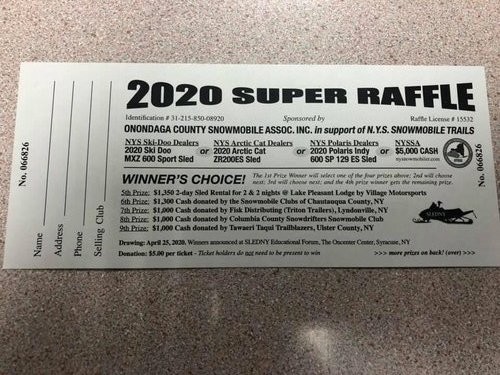 2020 SUPER RAFFLE
Identification # 31-215-850-08920 Sponsored by Raffle License # 15532
ONONDAGA COUNTY SNOWMOBILE ASSOC. INC. in support of N.Y.S. SNOWMOBILE TRAILS
NYS Ski-Doo Dealers NYS Arctic Cat Dealers NYS Polaris Dealers NYSSA
2020 Ski Doo or 2020 Arctic Cat or 2020 Polaris Indy or $5,000 CASH
MXZ 600 Sport Sled ZR200ES Sled 600 SP 129 ES Sled nysnowmobiler.com
WINNER'S CHOICE! The 1st Prize Winner will select one of the four prizes above; 2nd will choose
next; 3rd will choose next; and the 4th prize winner gets the remaining prize.
5th Prize: $1,350 2-day Sled Rental for 2 & 2 nights @ Lake Pleasant Lodge by Village Motorsports
6th Prize: $1,300 Cash donated by the Snowmobile Clubs of Chautauqua County, NY
7th Prize: $1,000 Cash donated by Fisk Distributing (Triton Trailers), Lyndonville, NY
8th Prize: $1,000 Cash donated by Columbia County Snowdrifters Snowmobile Club
9th Prize: $1,000 Cash donated by Tawaeri Taqui Trailblazers, Ulster County, NY
SLEDNY
Drawing: April 25, 2020. Winners announced at SLEDNY Educational Forum, The Oncenter Center, Syracuse, NY
Donation: $5.00 per ticket - Ticket holders do not need to be present to win >>> more prizes on back! (over) >>>
No. 066826
Name
Address
Phone
Selling Club
No. 066826